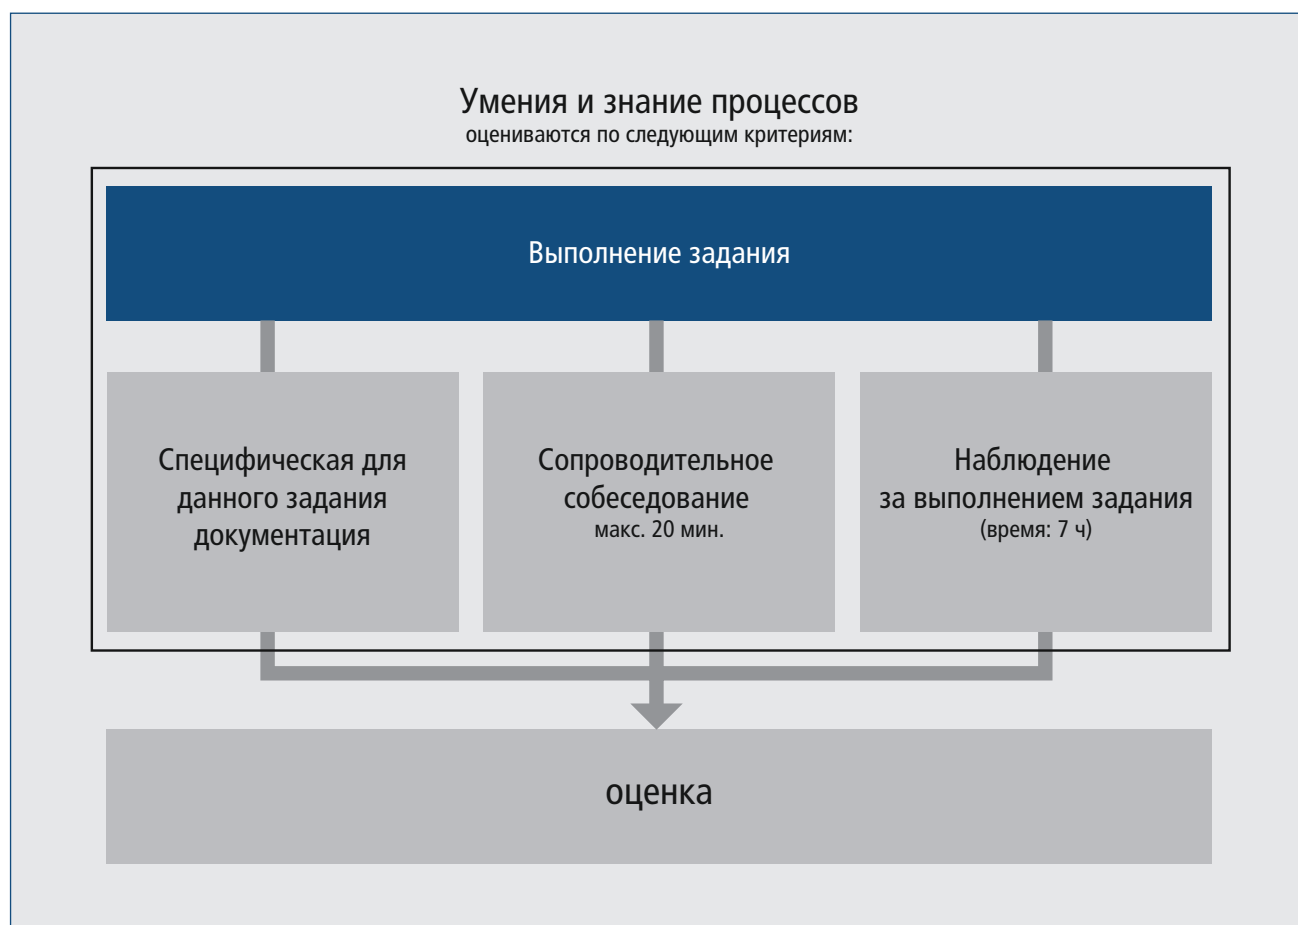 Умения и знание процессов
оцениваются по следующим критериям:
Выполнение задания
Специфическая для
данного задания
документация
Сопроводительное
собеседование
макс. 20 мин.
Наблюдение
за выполнением задания
(время: 7 ч)
оценка